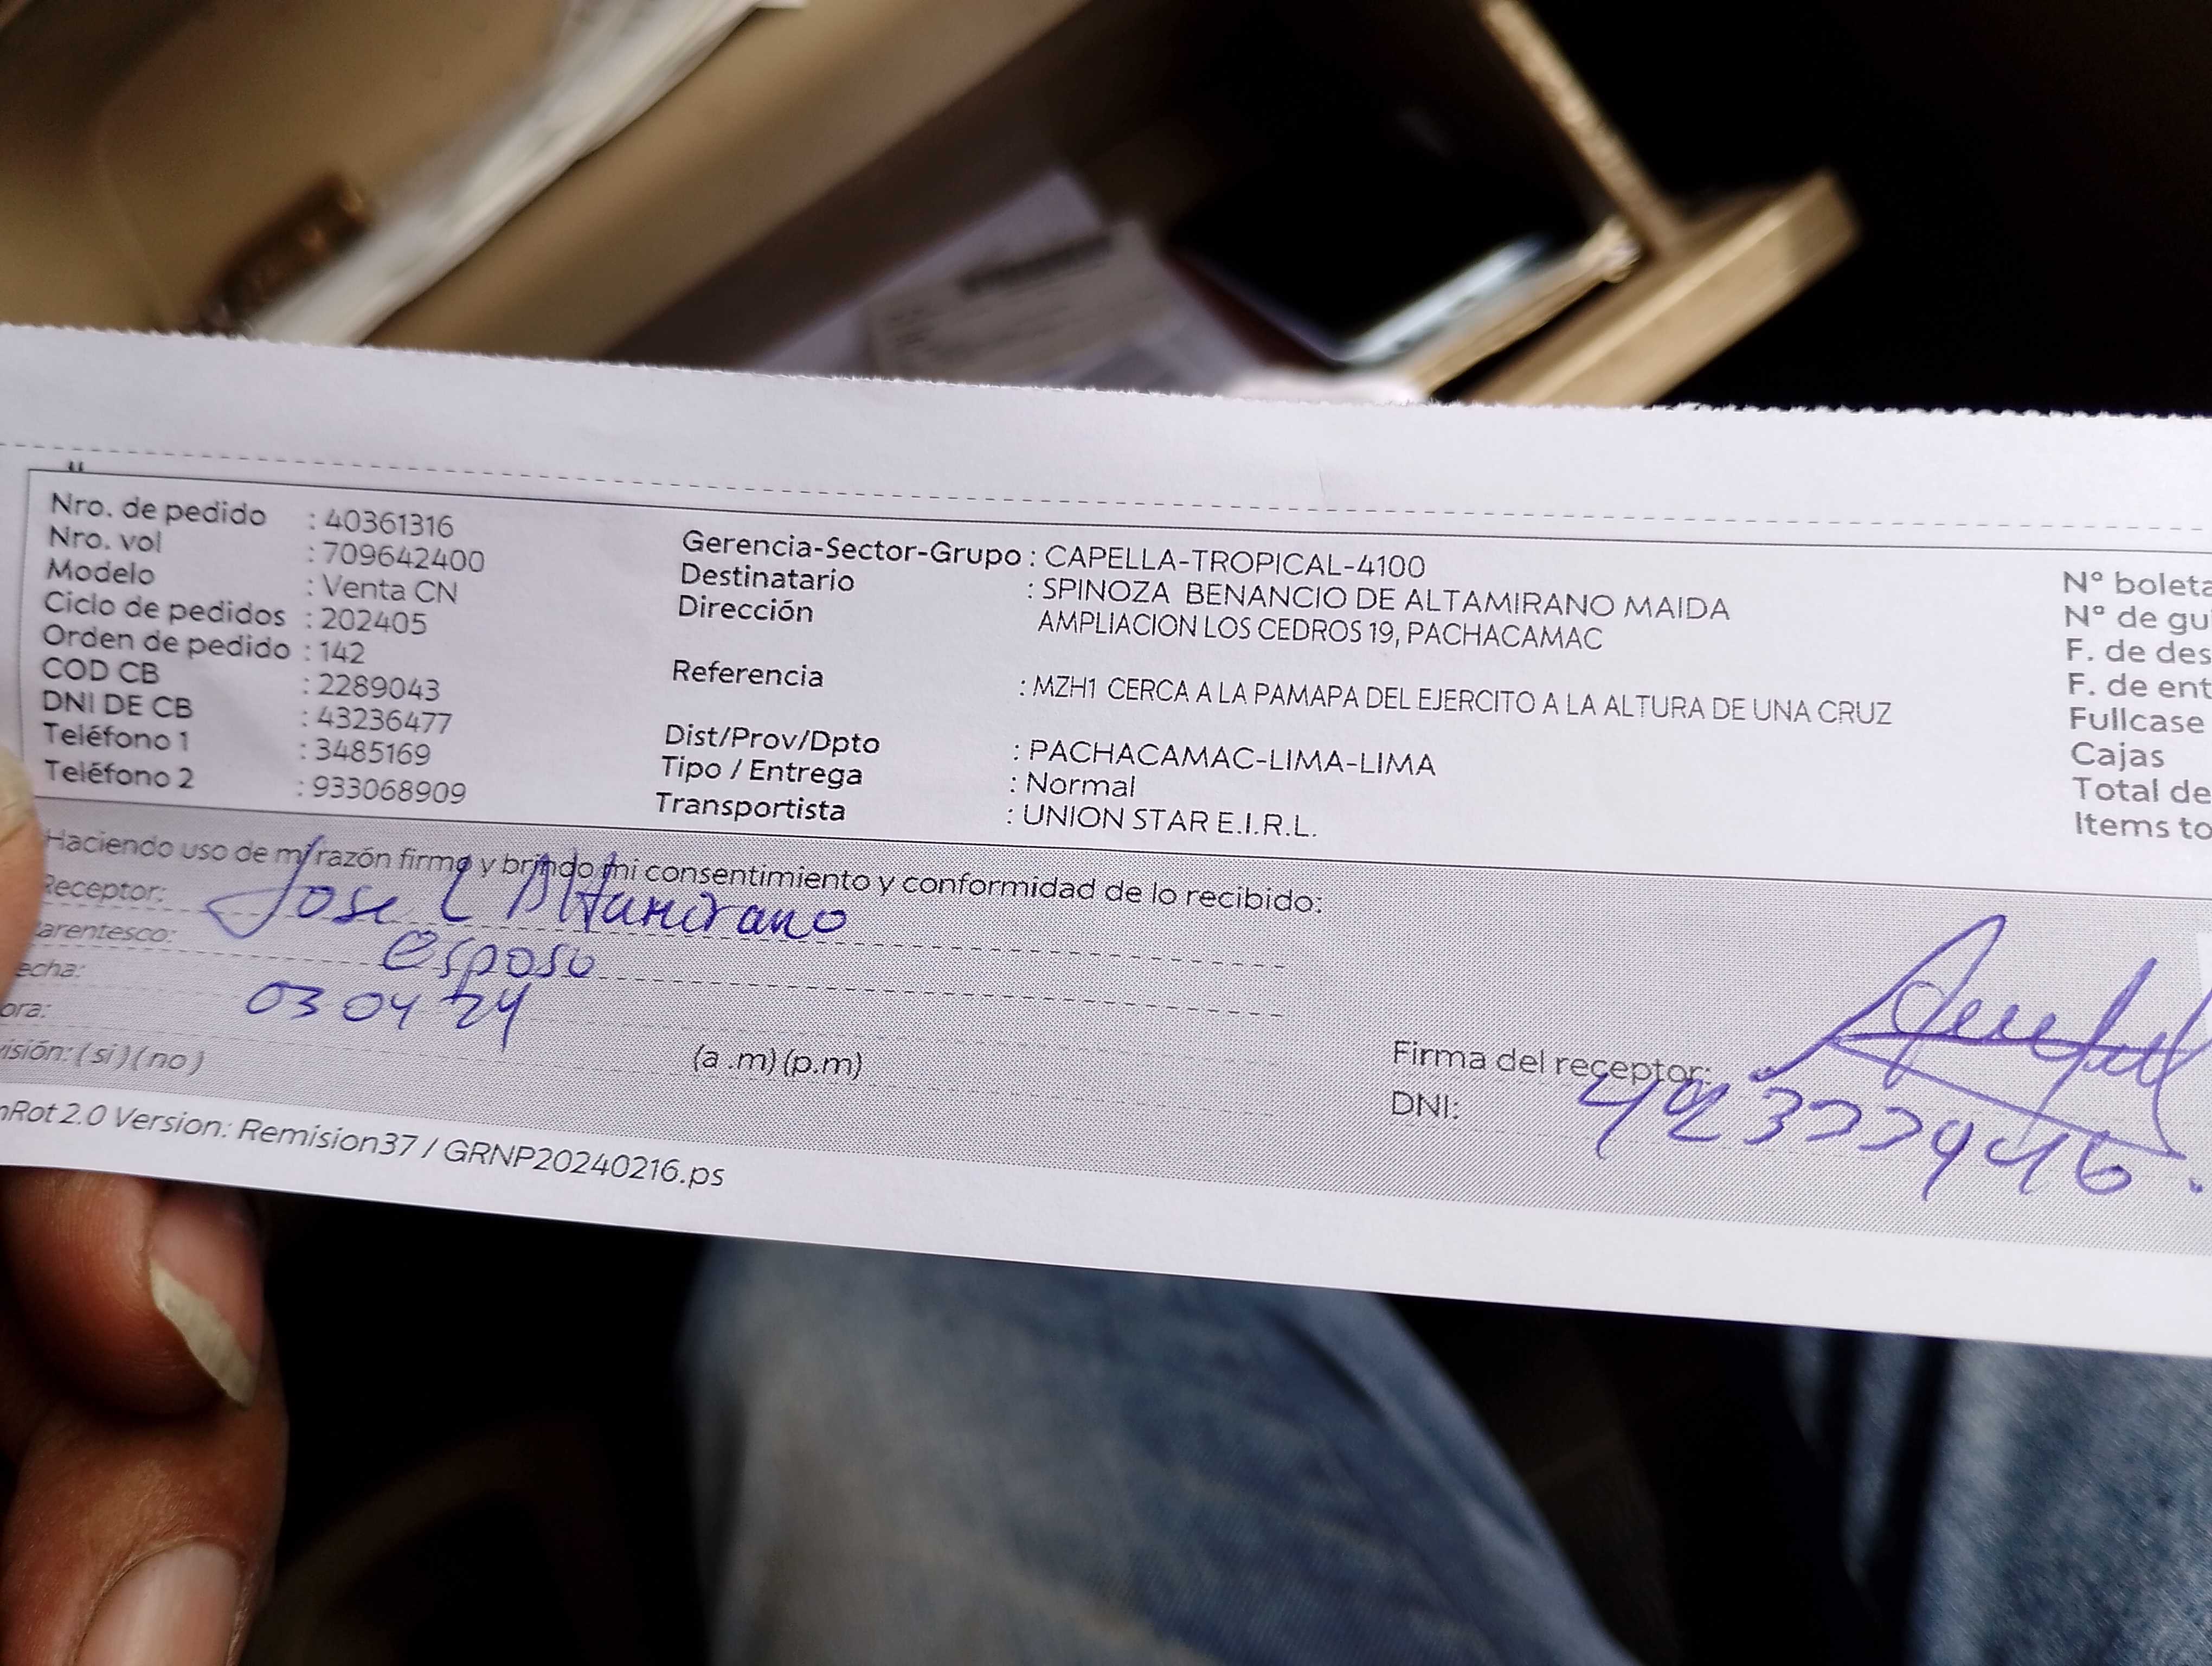 Nro. de pedido : 40361316
Nro. vol : 709642400
Modelo : Venta CN
Ciclo de pedidos : 202405
Orden de pedido : 142
COD CB : 2289043
DNI DE CB : 43236477
Teléfono 1 : 3485169
Teléfono 2 : 933068909
Gerencia-Sector-Grupo : CAPELLA-TROPICAL-4100
Destinatario : SPINOZA BENANCIO DE ALTAMIRANO MAIDA
Dirección AMPLIACION LOS CEDROS 19, PACHACAMAC
Referencia : MZH1 CERCA A LA PAMAPA DEL EJERCITO A LA ALTURA DE UNA CRUZ
Dist/Prov/Dpto : PACHACAMAC-LIMA-LIMA
Tipo / Entrega : Normal
Transportista : UNION STAR E.I.R.L.
N° boleta
N° de gu
F. de des
F. de ent
Fullcase
Cajas
Total de
Items to
Haciendo uso de mi razón firmo y brindo mi consentimiento y conformidad de lo recibido:
Receptor: Jose L Altamirano
arentesco: esposo
echa: 03 04 24
ora: (a .m) (p.m)
isión: ( si ) ( no )
Firma del receptor:
DNI:
nRot 2.0 Version: Remision37 / GRNP20240216.ps